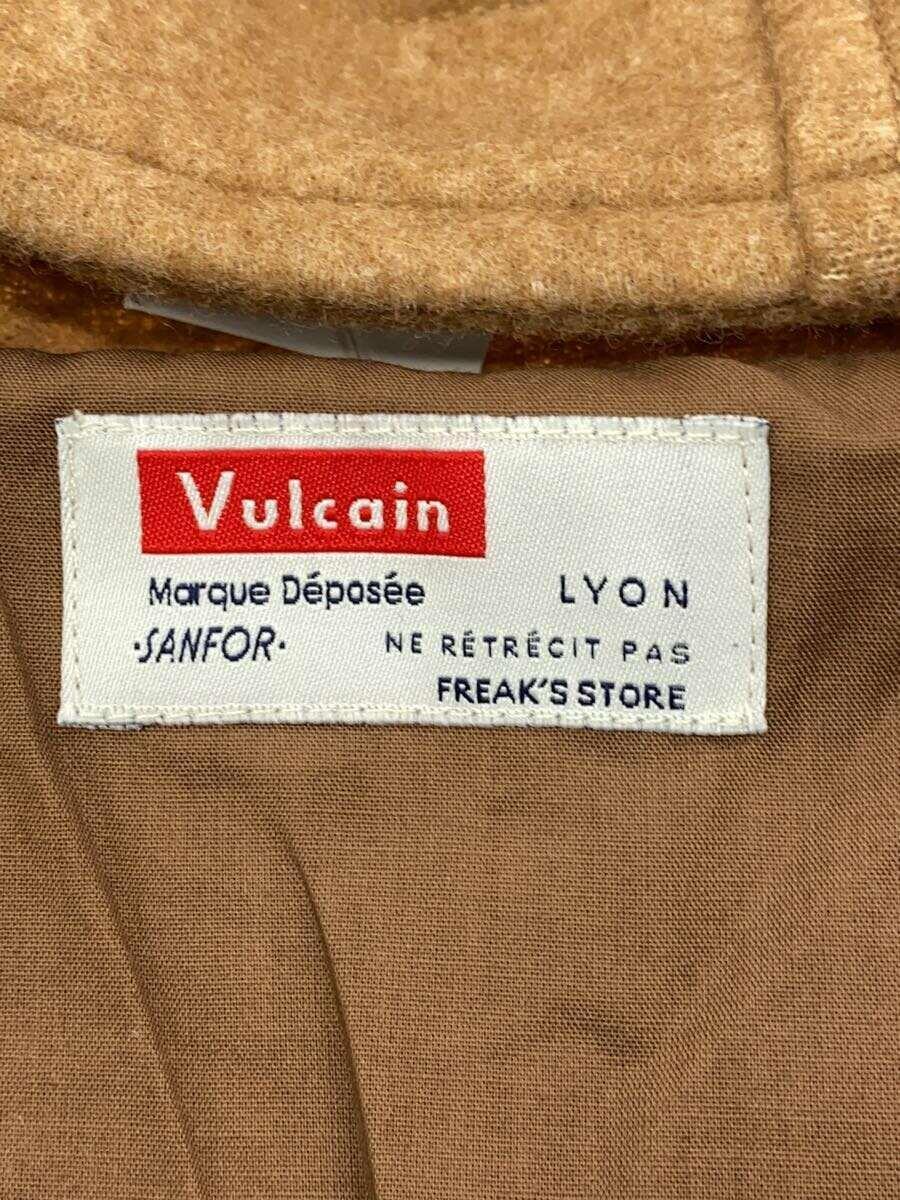 Vulcain
Marque Déposée LYON
·SANFOR· NE RÉTRÉCIT PAS
FREAK'S STORE